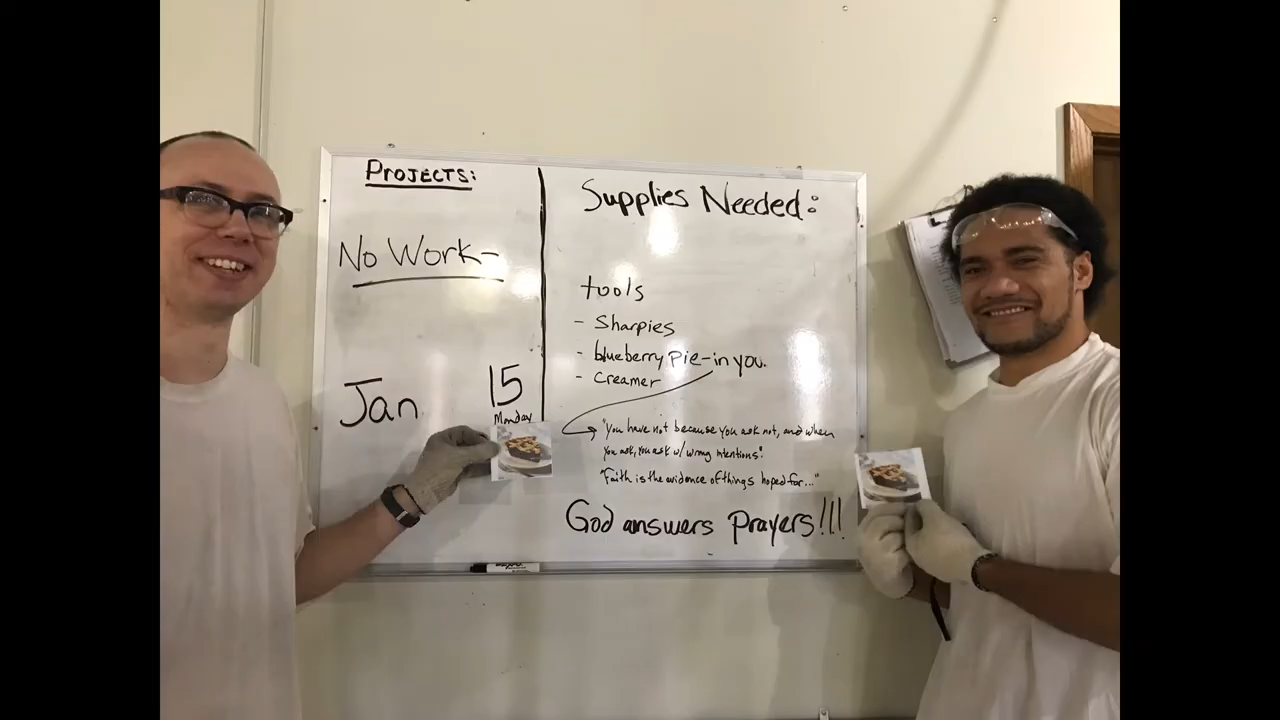 PROJECTS:
No Work-
Jan 15
Monday
Supplies Needed:
tools
- Sharpies
- blueberry pie-in you.
- Creamer
"You have not because you ask not, and when
you ask, you ask w/ wrong intentions".
"Faith is the evidence of things hoped for..."
God answers Prayers!!!